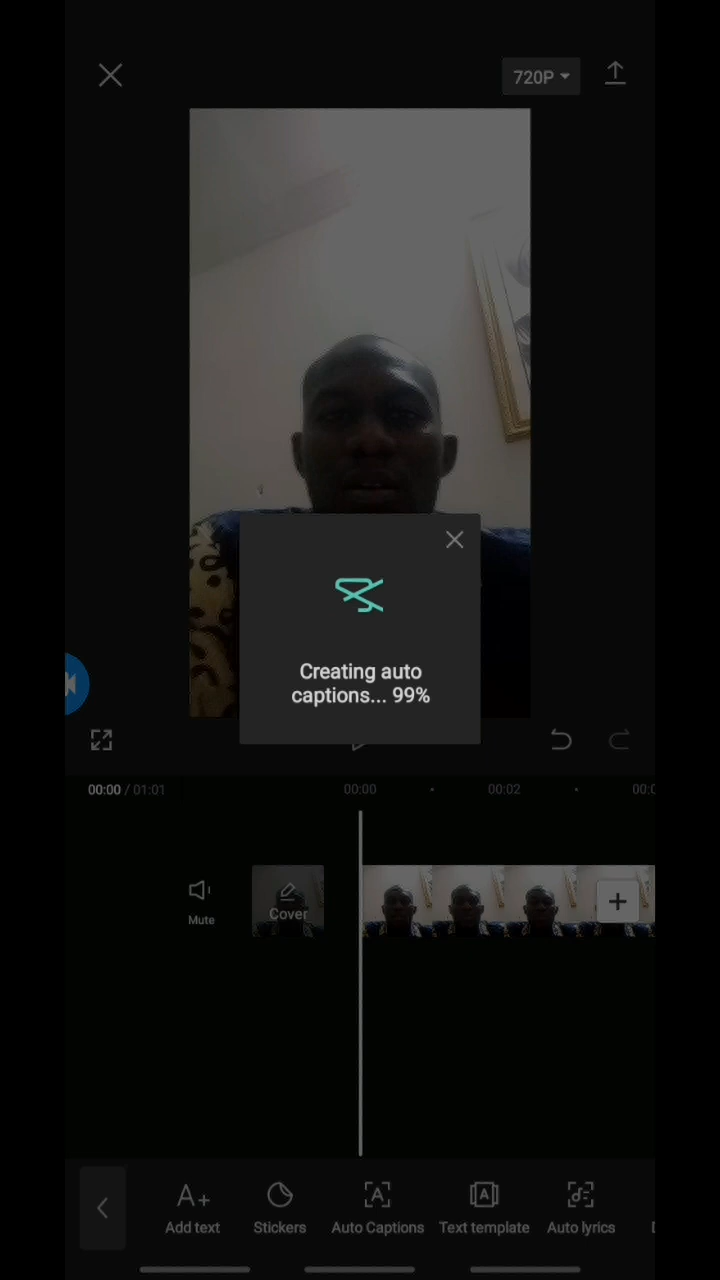 720P
Creating auto
captions... 99%
00:00 / 01:01
00:00
00:02
Mute
Cover
Add text
Stickers
Auto Captions
Text template
Auto lyrics